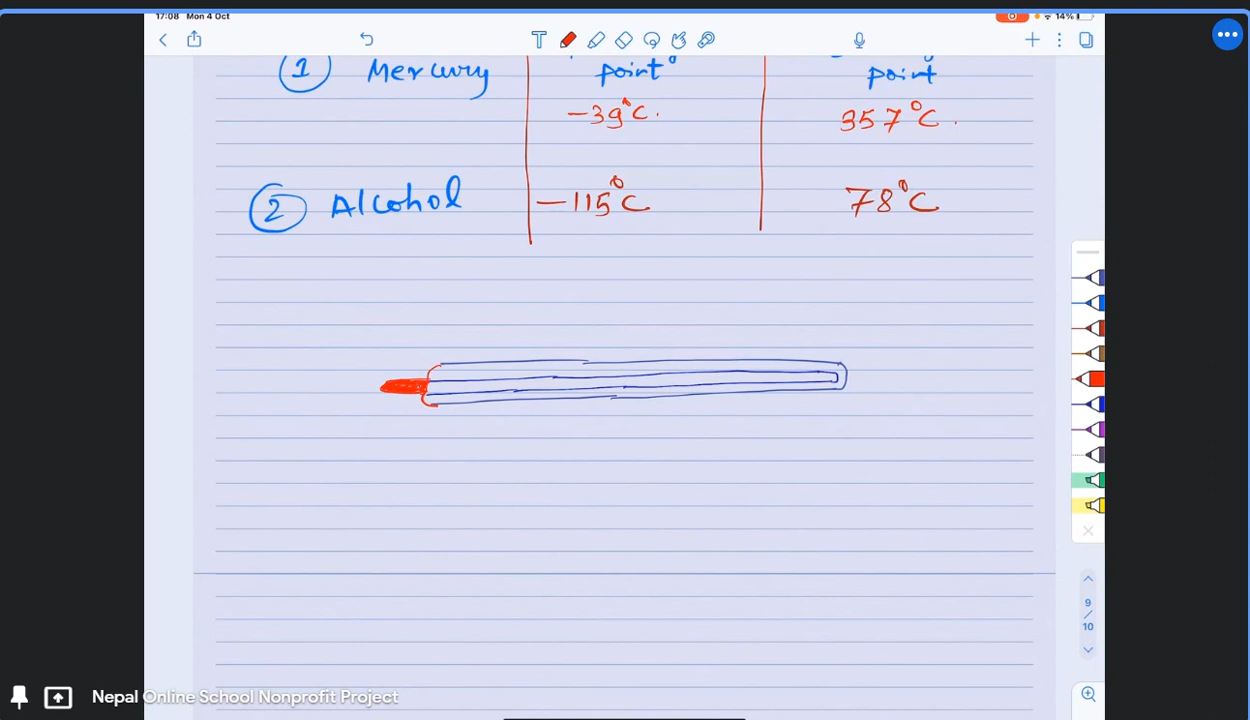 17:08 Mon 4 Oct
14%
1 Mercury
point
point
-39°C.
357°C.
2 Alcohol
-115°C
78°C
T
9
10
Nepal Online School Nonprofit Project